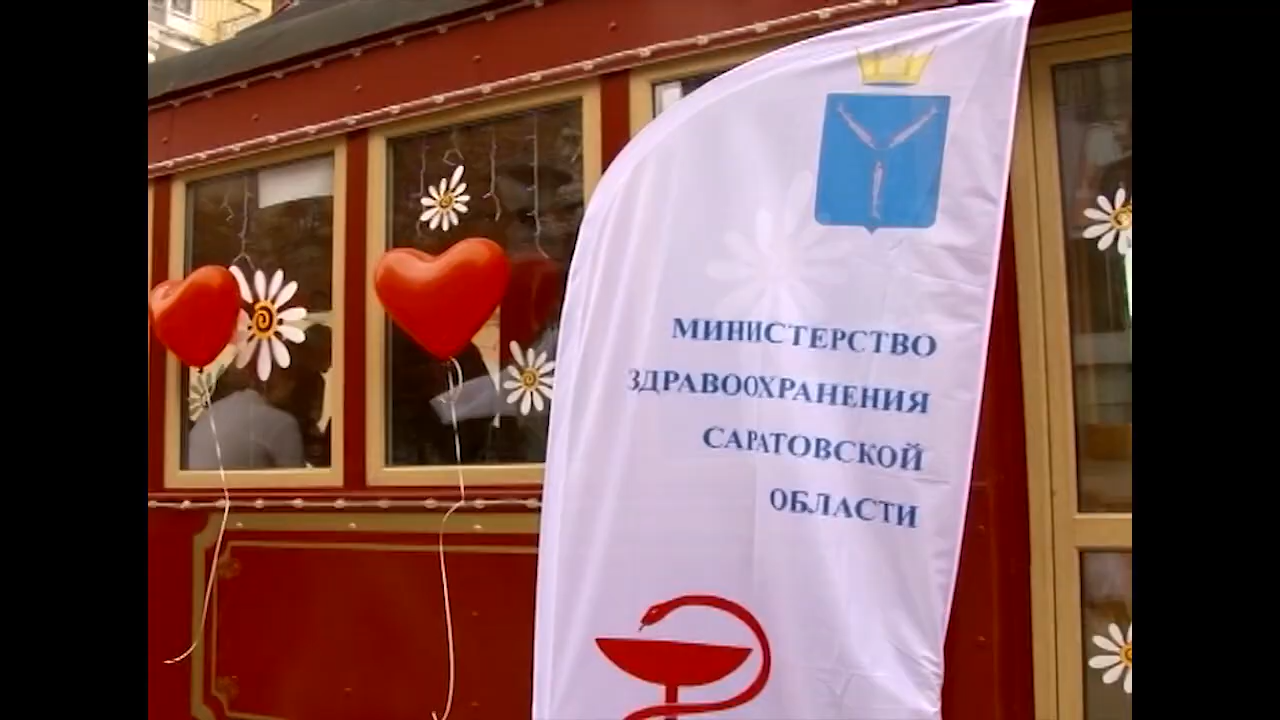 МИНИСТЕРСТВО
ЗДРАВООХРАНЕНИЯ
САРАТОВСКОЙ
ОБЛАСТИ